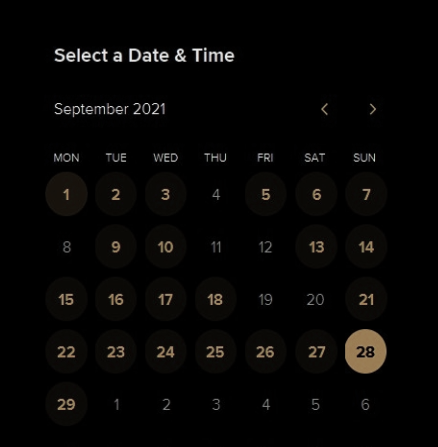 Select a Date & Time
September 2021
MON TUE WED THU FRI SAT SUN
1 2 3 4 5 6 7
8 9 10 11 12 13 14
15 16 17 18 19 20 21
22 23 24 25 26 27 28
29 1 2 3 4 5 6